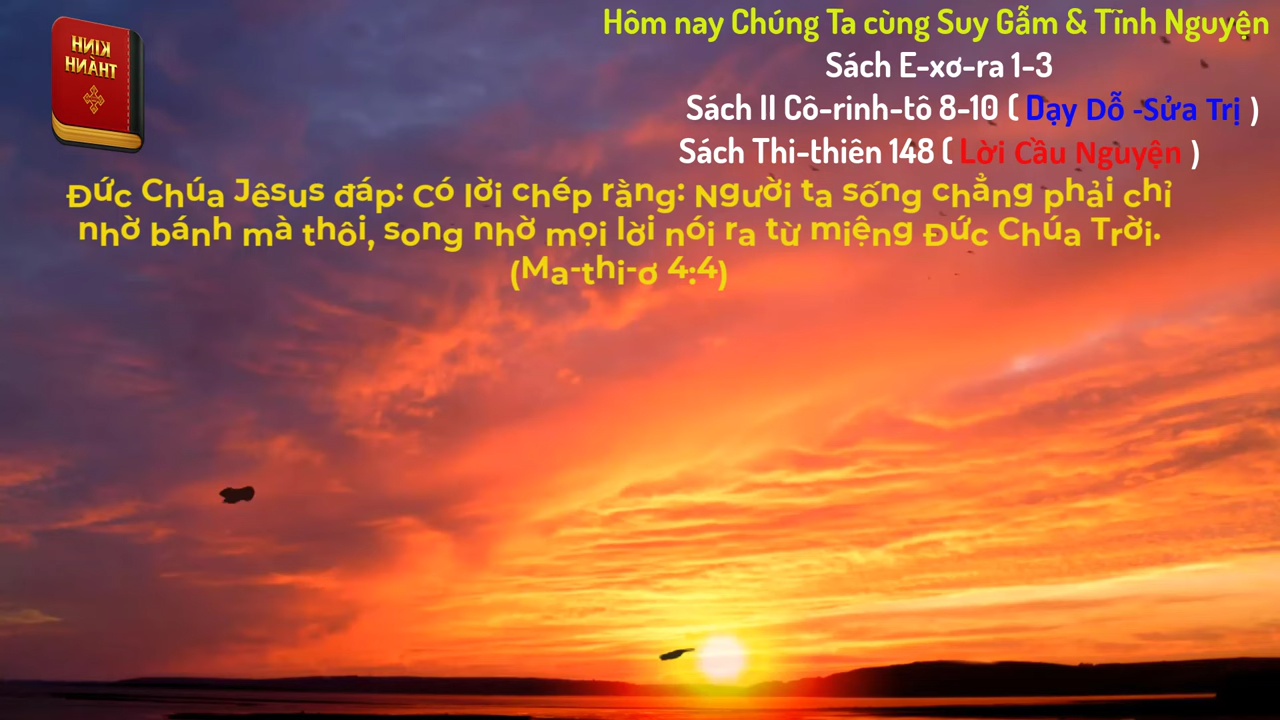 KINH
THÀNH
Hôm nay Chúng Ta cùng Suy Gẫm & Tĩnh Nguyện
Sách E-xơ-ra 1-3
Sách II Cô-rinh-tô 8-10 ( Dạy Dỗ -Sửa Trị )
Sách Thi-thiên 148 ( Lời Cầu Nguyện )
Đức Chúa Jêsus đáp: Có lời chép rằng: Người ta sống chẳng phải chỉ
nhờ bánh mà thôi, song nhờ mọi lời nói ra từ miệng Đức Chúa Trời.
(Ma-thi-ơ 4:4)